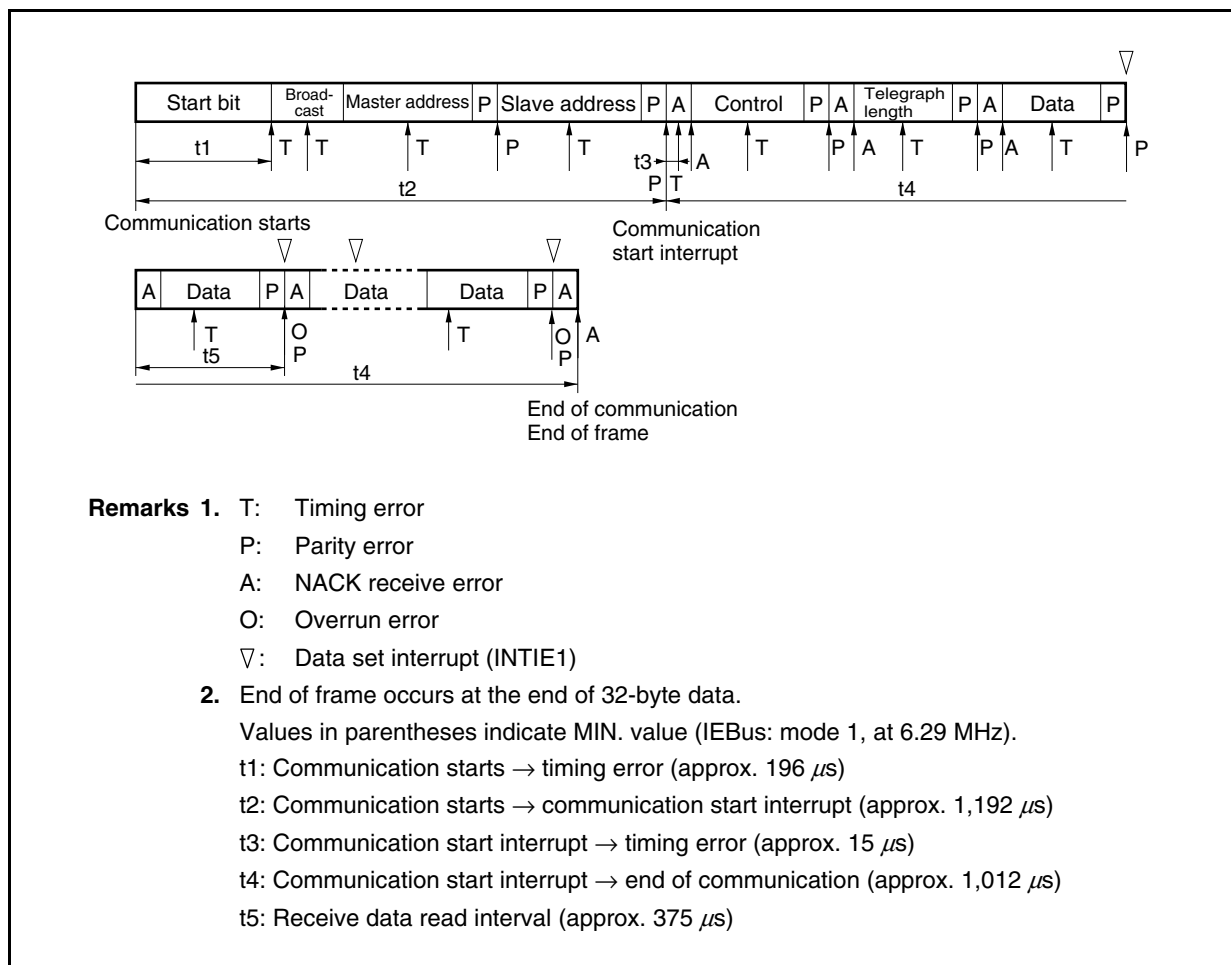 Start bit Broad-cast Master address P Slave address P A Control P A Telegraph length P A Data P
t1 T T T P T t3 A T P A T P A T P
P T
t2 t4
Communication starts
Communication
start interrupt
A Data P A Data Data P A
T O T O A
P P
t5
t4
End of communication
End of frame
Remarks 1. T: Timing error
P: Parity error
A: NACK receive error
O: Overrun error
▽: Data set interrupt (INTIE1)
2. End of frame occurs at the end of 32-byte data.
Values in parentheses indicate MIN. value (IEBus: mode 1, at 6.29 MHz).
t1: Communication starts → timing error (approx. 196 μs)
t2: Communication starts → communication start interrupt (approx. 1,192 μs)
t3: Communication start interrupt → timing error (approx. 15 μs)
t4: Communication start interrupt → end of communication (approx. 1,012 μs)
t5: Receive data read interval (approx. 375 μs)